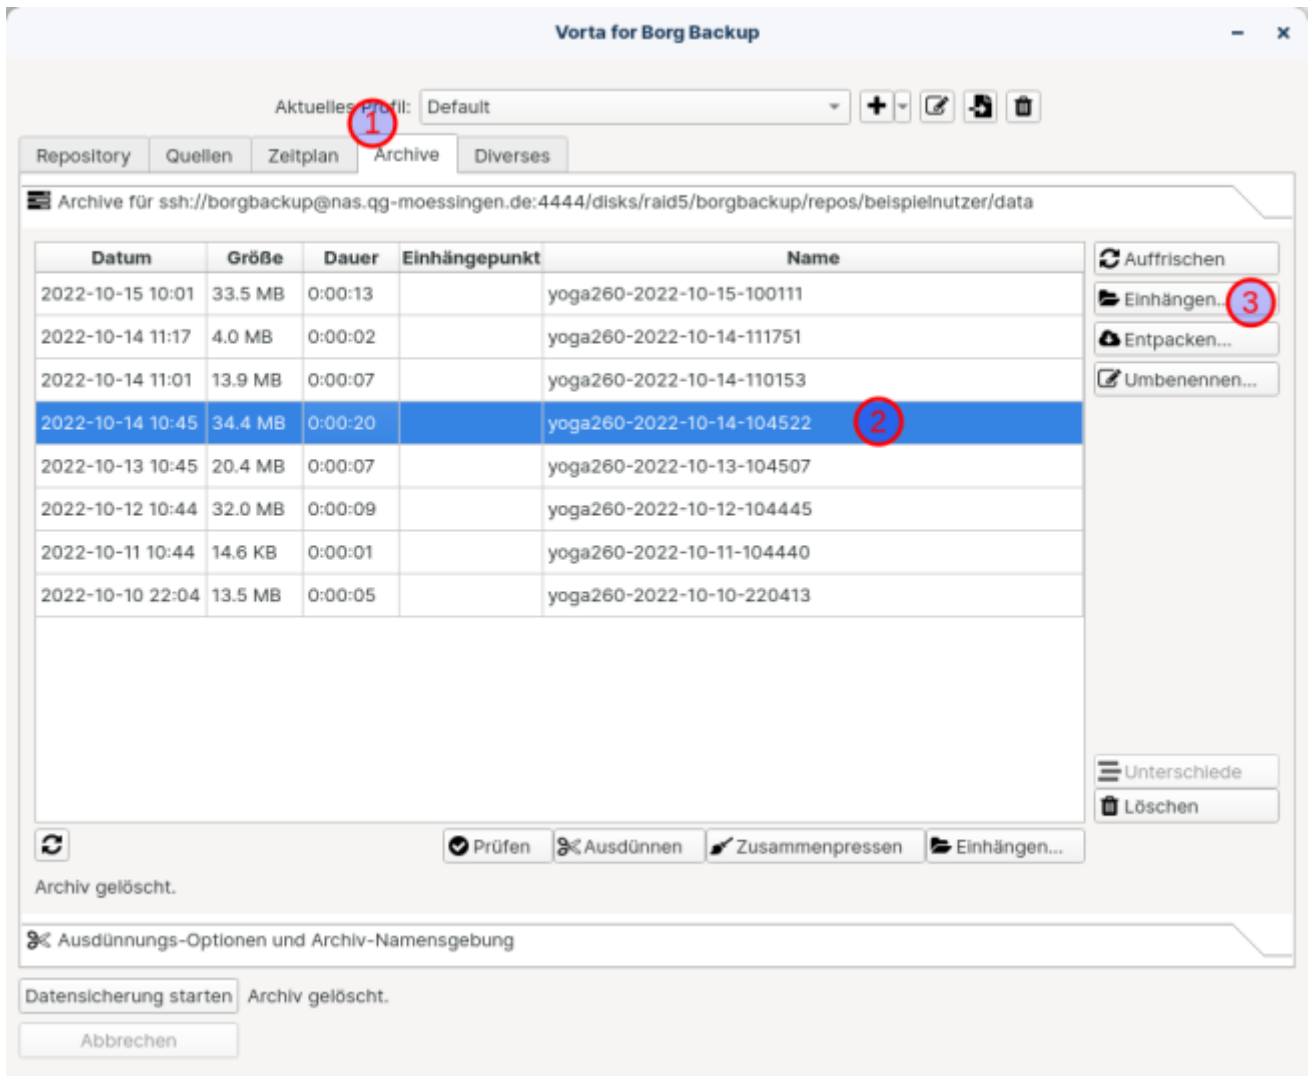 Vorta for Borg Backup
Aktuelles Profil: Default
1
Repository Quellen Zeitplan Archive Diverses
Archive für ssh://borgbackup@nas.qg-moessingen.de:4444/disks/raid5/borgbackup/repos/beispielnutzer/data
Datum Größe Dauer Einhängepunkt Name Auffrischen
2022-10-15 10:01 33.5 MB 0:00:13 yoga260-2022-10-15-100111 Einhängen... 3
2022-10-14 11:17 4.0 MB 0:00:02 yoga260-2022-10-14-111751 Entpacken...
2022-10-14 11:01 13.9 MB 0:00:07 yoga260-2022-10-14-110153 Umbenennen...
2022-10-14 10:45 34.4 MB 0:00:20 yoga260-2022-10-14-104522 2
2022-10-13 10:45 20.4 MB 0:00:07 yoga260-2022-10-13-104507
2022-10-12 10:44 32.0 MB 0:00:09 yoga260-2022-10-12-104445
2022-10-11 10:44 14.6 KB 0:00:01 yoga260-2022-10-11-104440
2022-10-10 22:04 13.5 MB 0:00:05 yoga260-2022-10-10-220413
Unterschiede
Löschen
Prüfen Ausdünnen Zusammenpressen Einhängen...
Archiv gelöscht.
Ausdünnungs-Optionen und Archiv-Namensgebung
Datensicherung starten Archiv gelöscht.
Abbrechen